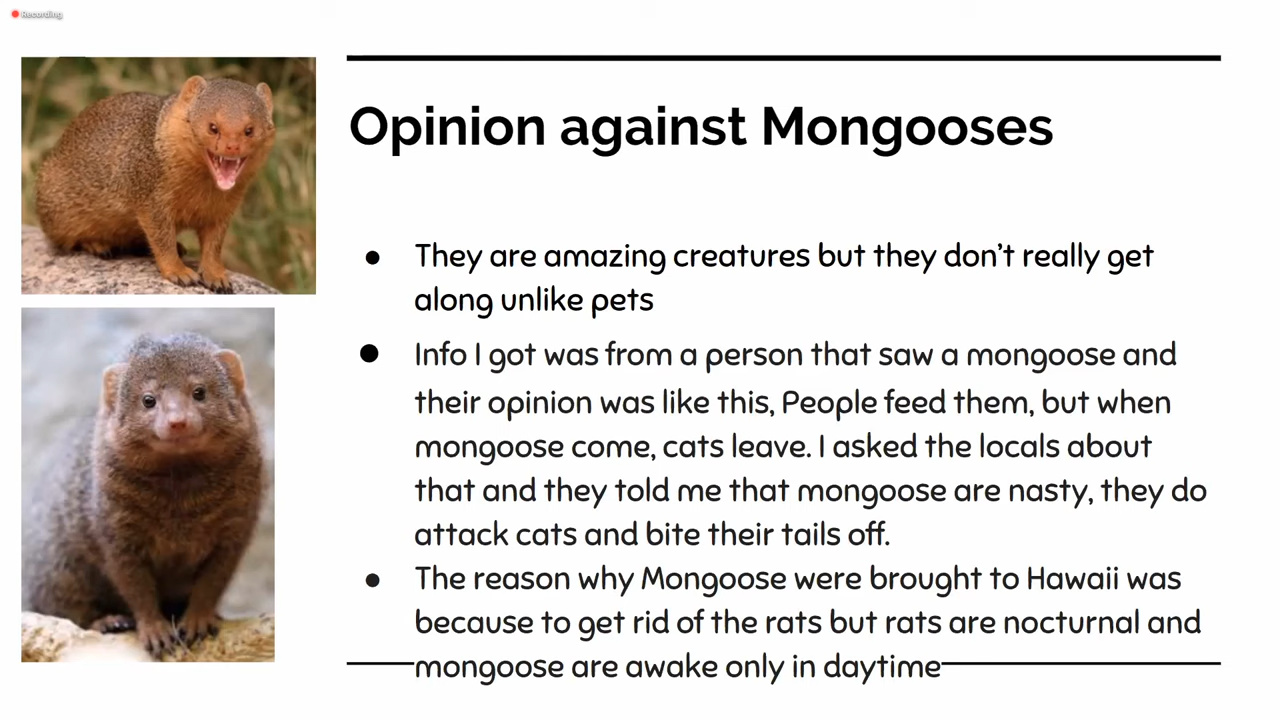 Recording
Opinion against Mongooses
● They are amazing creatures but they don't really get
along unlike pets
● Info I got was from a person that saw a mongoose and
their opinion was like this, People feed them, but when
mongoose come, cats leave. I asked the locals about
that and they told me that mongoose are nasty, they do
attack cats and bite their tails off.
● The reason why Mongoose were brought to Hawaii was
because to get rid of the rats but rats are nocturnal and
mongoose are awake only in daytime